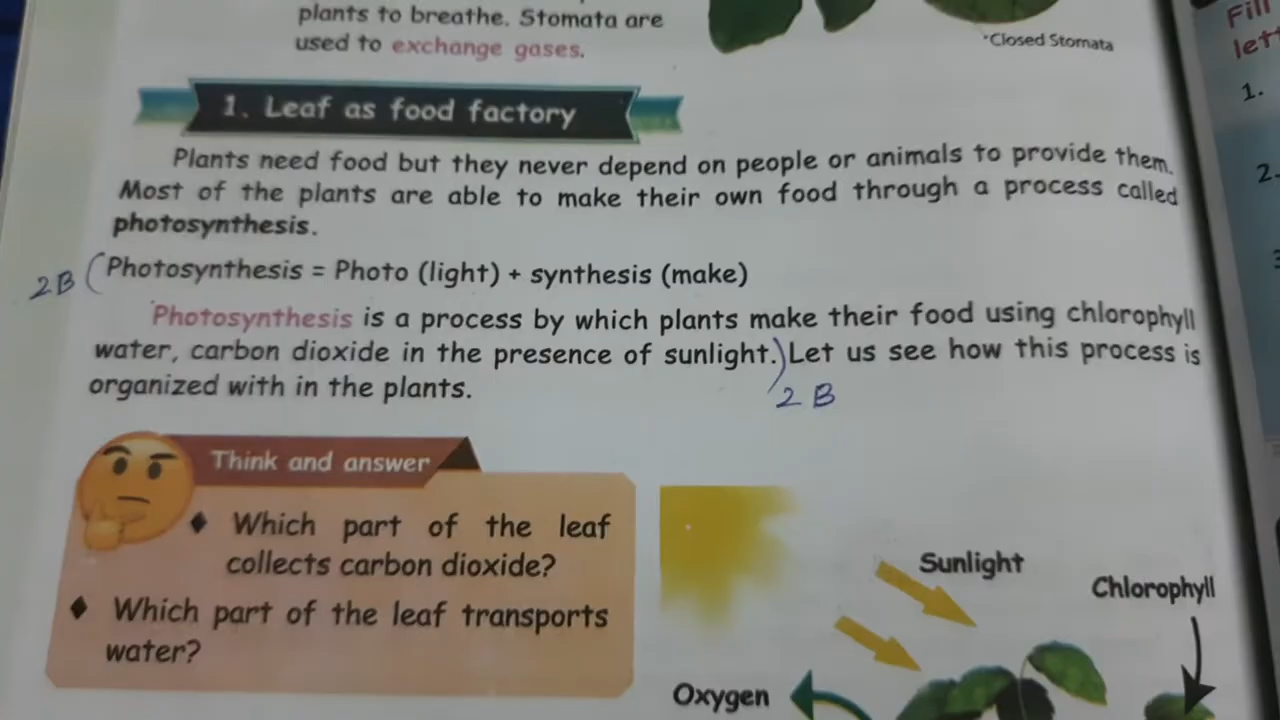 plants to breathe. Stomata are
used to exchange gases.
*Closed Stomata
1. Leaf as food factory
Plants need food but they never depend on people or animals to provide them.
Most of the plants are able to make their own food through a process called
photosynthesis.
2B (Photosynthesis = Photo (light) + synthesis (make)
Photosynthesis is a process by which plants make their food using chlorophyll
water, carbon dioxide in the presence of sunlight.) Let us see how this process is
2 B
organized with in the plants.
Think and answer
♦ Which part of the leaf
collects carbon dioxide?
♦ Which part of the leaf transports
water?
Sunlight
Chlorophyll
Oxygen
Fill
1.
2.